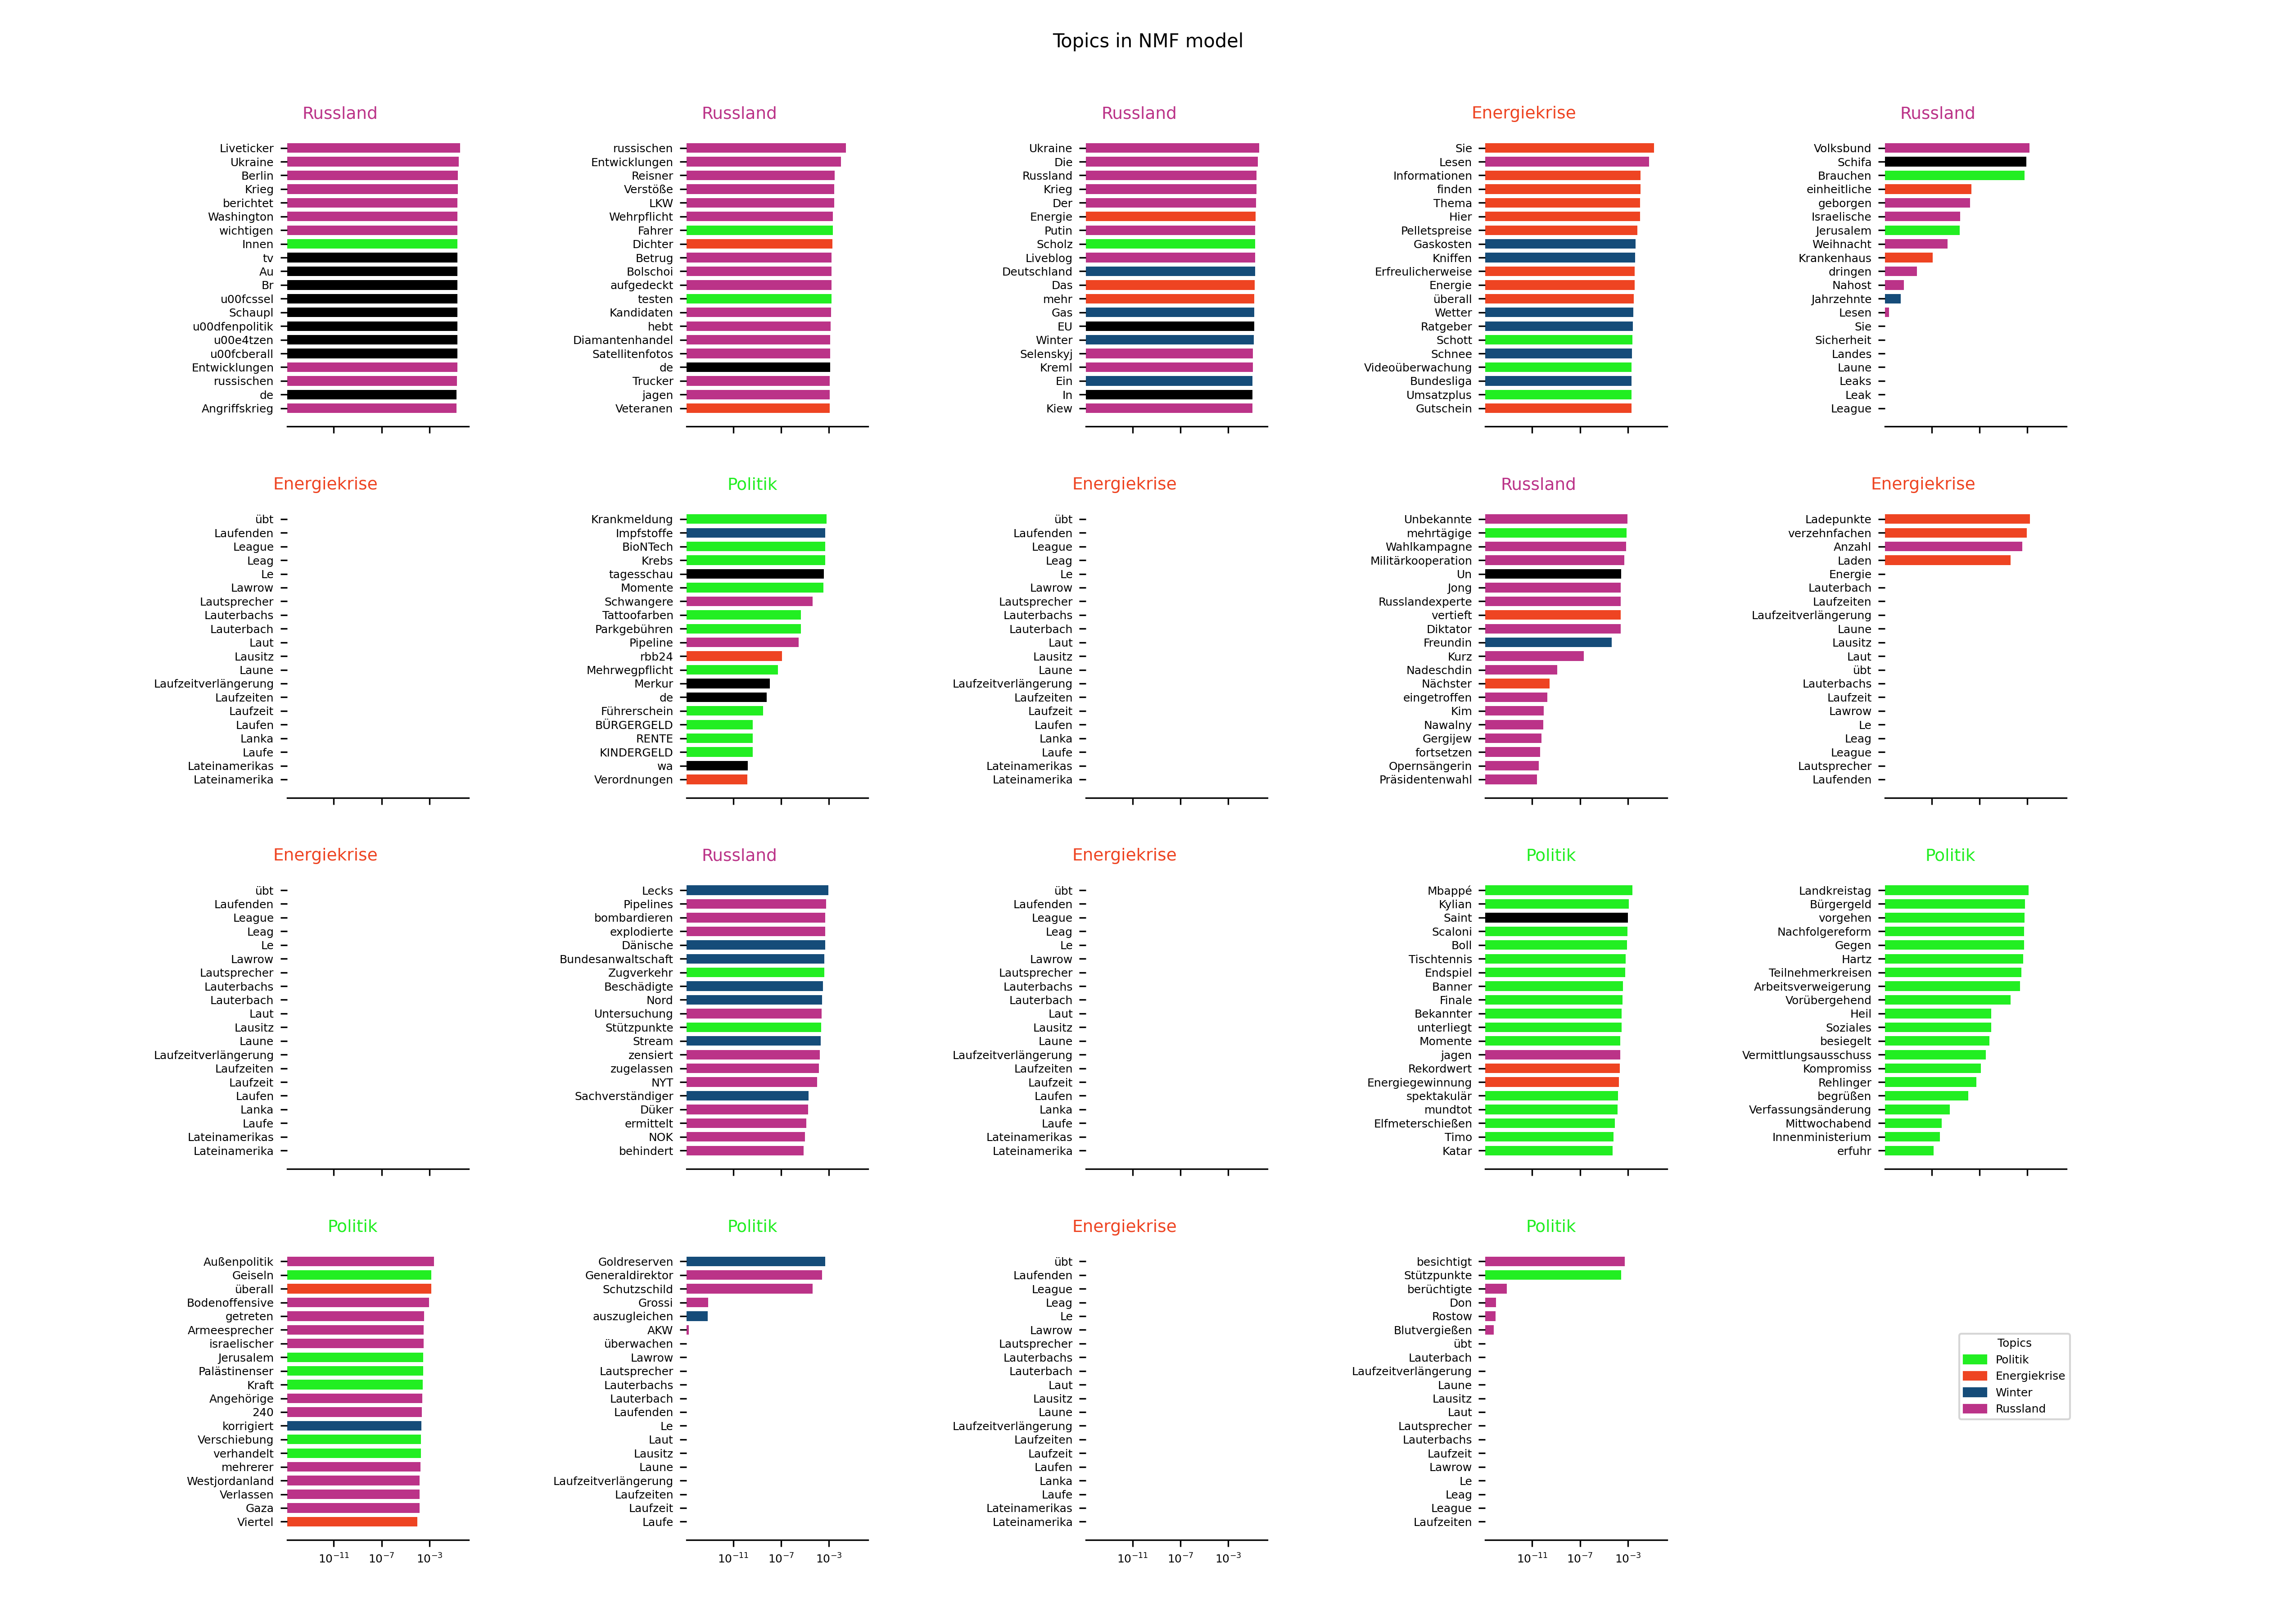 Topics in NMF model
Russland
Liveticker
Ukraine
Berlin
Krieg
berichtet
Washington
wichtigen
Innen
tv
Au
Br
u00fcssel
Schaupl
u00dfenpolitik
u00e4tzen
u00fcberall
Entwicklungen
russischen
de
Angriffskrieg
Russland
russischen
Entwicklungen
Reisner
Verstöße
LKW
Wehrpflicht
Fahrer
Dichter
Betrug
Bolschoi
aufgedeckt
testen
Kandidaten
hebt
Diamantenhandel
Satellitenfotos
de
Trucker
jagen
Veteranen
Russland
Ukraine
Die
Russland
Krieg
Der
Energie
Putin
Scholz
Liveblog
Deutschland
Das
mehr
Gas
EU
Winter
Selenskyj
Kreml
Ein
In
Kiew
Energiekrise
Sie
Lesen
Informationen
finden
Thema
Hier
Pelletspreise
Gaskosten
Kniffen
Erfreulicherweise
Energie
überall
Wetter
Ratgeber
Schott
Schnee
Videoüberwachung
Bundesliga
Umsatzplus
Gutschein
Russland
Volksbund
Schifa
Brauchen
einheitliche
geborgen
Israelische
Jerusalem
Weihnacht
Krankenhaus
dringen
Nahost
Jahrzehnte
Lesen
Sie
Sicherheit
Landes
Laune
Leaks
Leak
League
Energiekrise
übt
Laufenden
League
Leag
Le
Lawrow
Lautsprecher
Lauterbachs
Lauterbach
Laut
Lausitz
Laune
Laufzeitverlängerung
Laufzeiten
Laufzeit
Laufen
Lanka
Laufe
Lateinamerikas
Lateinamerika
Politik
Krankmeldung
Impfstoffe
BioNTech
Krebs
tagesschau
Momente
Schwangere
Tattoofarben
Parkgebühren
Pipeline
rbb24
Mehrwegpflicht
Merkur
de
Führerschein
BÜRGERGELD
RENTE
KINDERGELD
wa
Verordnungen
Energiekrise
übt
Laufenden
League
Leag
Le
Lawrow
Lautsprecher
Lauterbachs
Lauterbach
Laut
Lausitz
Laune
Laufzeitverlängerung
Laufzeiten
Laufzeit
Laufen
Lanka
Laufe
Lateinamerikas
Lateinamerika
Russland
Unbekannte
mehrtägige
Wahlkampagne
Militärkooperation
Un
Jong
Russlandexperte
vertieft
Diktator
Freundin
Kurz
Nadeschdin
Nächster
eingetroffen
Kim
Nawalny
Gergijew
fortsetzen
Opernsängerin
Präsidentenwahl
Energiekrise
Ladepunkte
verzehnfachen
Anzahl
Laden
Energie
Lauterbach
Laufzeiten
Laufzeitverlängerung
Laune
Lausitz
Laut
übt
Lauterbachs
Laufzeit
Lawrow
Le
Leag
League
Lautsprecher
Laufenden
Energiekrise
übt
Laufenden
League
Leag
Le
Lawrow
Lautsprecher
Lauterbachs
Lauterbach
Laut
Lausitz
Laune
Laufzeitverlängerung
Laufzeiten
Laufzeit
Laufen
Lanka
Laufe
Lateinamerikas
Lateinamerika
Russland
Lecks
Pipelines
bombardieren
explodierte
Dänische
Bundesanwaltschaft
Zugverkehr
Beschädigte
Nord
Untersuchung
Stützpunkte
Stream
zensiert
zugelassen
NYT
Sachverständiger
Düker
ermittelt
NOK
behindert
Energiekrise
übt
Laufenden
League
Leag
Le
Lawrow
Lautsprecher
Lauterbachs
Lauterbach
Laut
Lausitz
Laune
Laufzeitverlängerung
Laufzeiten
Laufzeit
Laufen
Lanka
Laufe
Lateinamerikas
Lateinamerika
Politik
Mbappé
Kylian
Saint
Scaloni
Boll
Tischtennis
Endspiel
Banner
Finale
Bekannter
unterliegt
Momente
jagen
Rekordwert
Energiegewinnung
spektakulär
mundtot
Elfmeterschießen
Timo
Katar
Politik
Landkreistag
Bürgergeld
vorgehen
Nachfolgereform
Gegen
Hartz
Teilnehmerkreisen
Arbeitsverweigerung
Vorübergehend
Heil
Soziales
besiegelt
Vermittlungsausschuss
Kompromiss
Rehlinger
begrüßen
Verfassungsänderung
Mittwochabend
Innenministerium
erfuhr
Politik
Außenpolitik
Geiseln
überall
Bodenoffensive
getreten
Armeesprecher
israelischer
Jerusalem
Palästinenser
Kraft
Angehörige
240
korrigiert
Verschiebung
verhandelt
mehrerer
Westjordanland
Verlassen
Gaza
Viertel
10⁻¹¹ 10⁻⁷ 10⁻³
Politik
Goldreserven
Generaldirektor
Schutzschild
Grossi
auszugleichen
AKW
überwachen
Lawrow
Lautsprecher
Lauterbachs
Lauterbach
Laufenden
Le
Laut
Lausitz
Laune
Laufzeitverlängerung
Laufzeiten
Laufzeit
Laufe
10⁻¹¹ 10⁻⁷ 10⁻³
Energiekrise
übt
Laufenden
League
Leag
Le
Lawrow
Lautsprecher
Lauterbachs
Lauterbach
Laut
Lausitz
Laune
Laufzeitverlängerung
Laufzeiten
Laufzeit
Laufen
Lanka
Laufe
Lateinamerikas
Lateinamerika
10⁻¹¹ 10⁻⁷ 10⁻³
Politik
besichtigt
Stützpunkte
berüchtigte
Don
Rostow
Blutvergießen
übt
Lauterbach
Laufzeitverlängerung
Laune
Lausitz
Laut
Lautsprecher
Lauterbachs
Laufzeit
Lawrow
Le
Leag
League
Laufzeiten
10⁻¹¹ 10⁻⁷ 10⁻³
Topics
Politik
Energiekrise
Winter
Russland